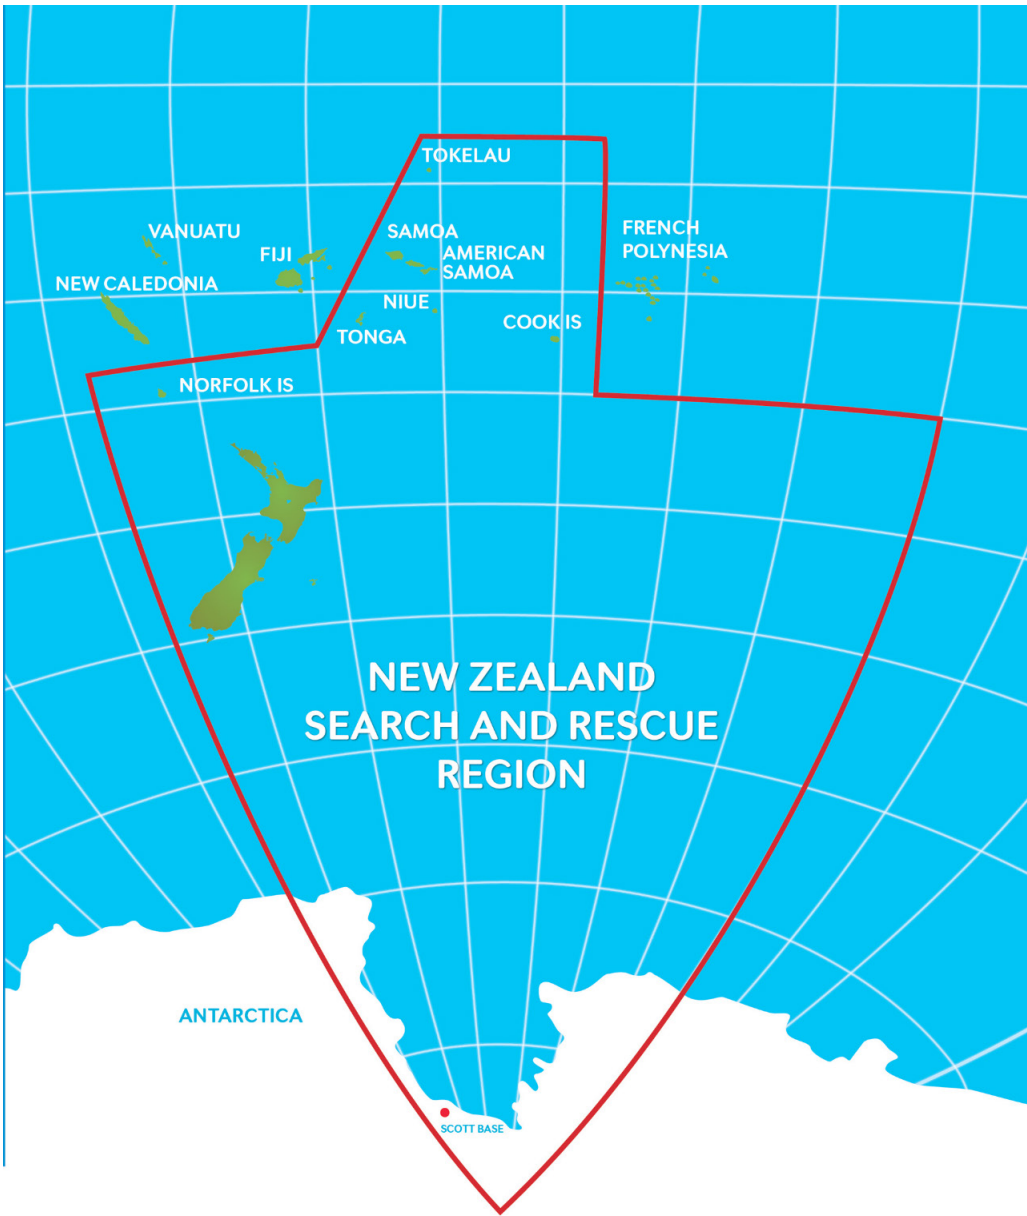 TOKELAU
VANUATU
FIJI
SAMOA
AMERICAN
SAMOA
FRENCH
POLYNESIA
NEW CALEDONIA
NIUE
COOK IS
TONGA
NORFOLK IS
NEW ZEALAND
SEARCH AND RESCUE
REGION
ANTARCTICA
SCOTT BASE